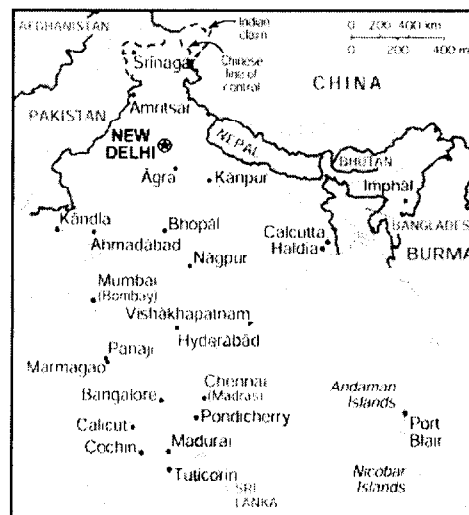 AFGHANISTAN
Indian
claim
0 200 400 km
0 200 400 m
Srinagar
Chinese
line of
control
CHINA
Amritsar
PAKISTAN
NEW
DELHI
NEPAL
BHUTAN
Āgra
Kānpur
Imphāl
Kāndla
Bhopāl
BANGLADESH
Ahmadābād
Calcutta
Haldia
BURMA
Nāgpur
Mumbai
(Bombay)
Vishākhapatnam
Hyderābād
Panaji
Marmagao
Bangalore
Chennai
(Madras)
Andaman
Islands
Pondicherry
Port
Blair
Calicut
Cochin
Madurai
Tuticorin
Nicobar
Islands
SRI
LANKA